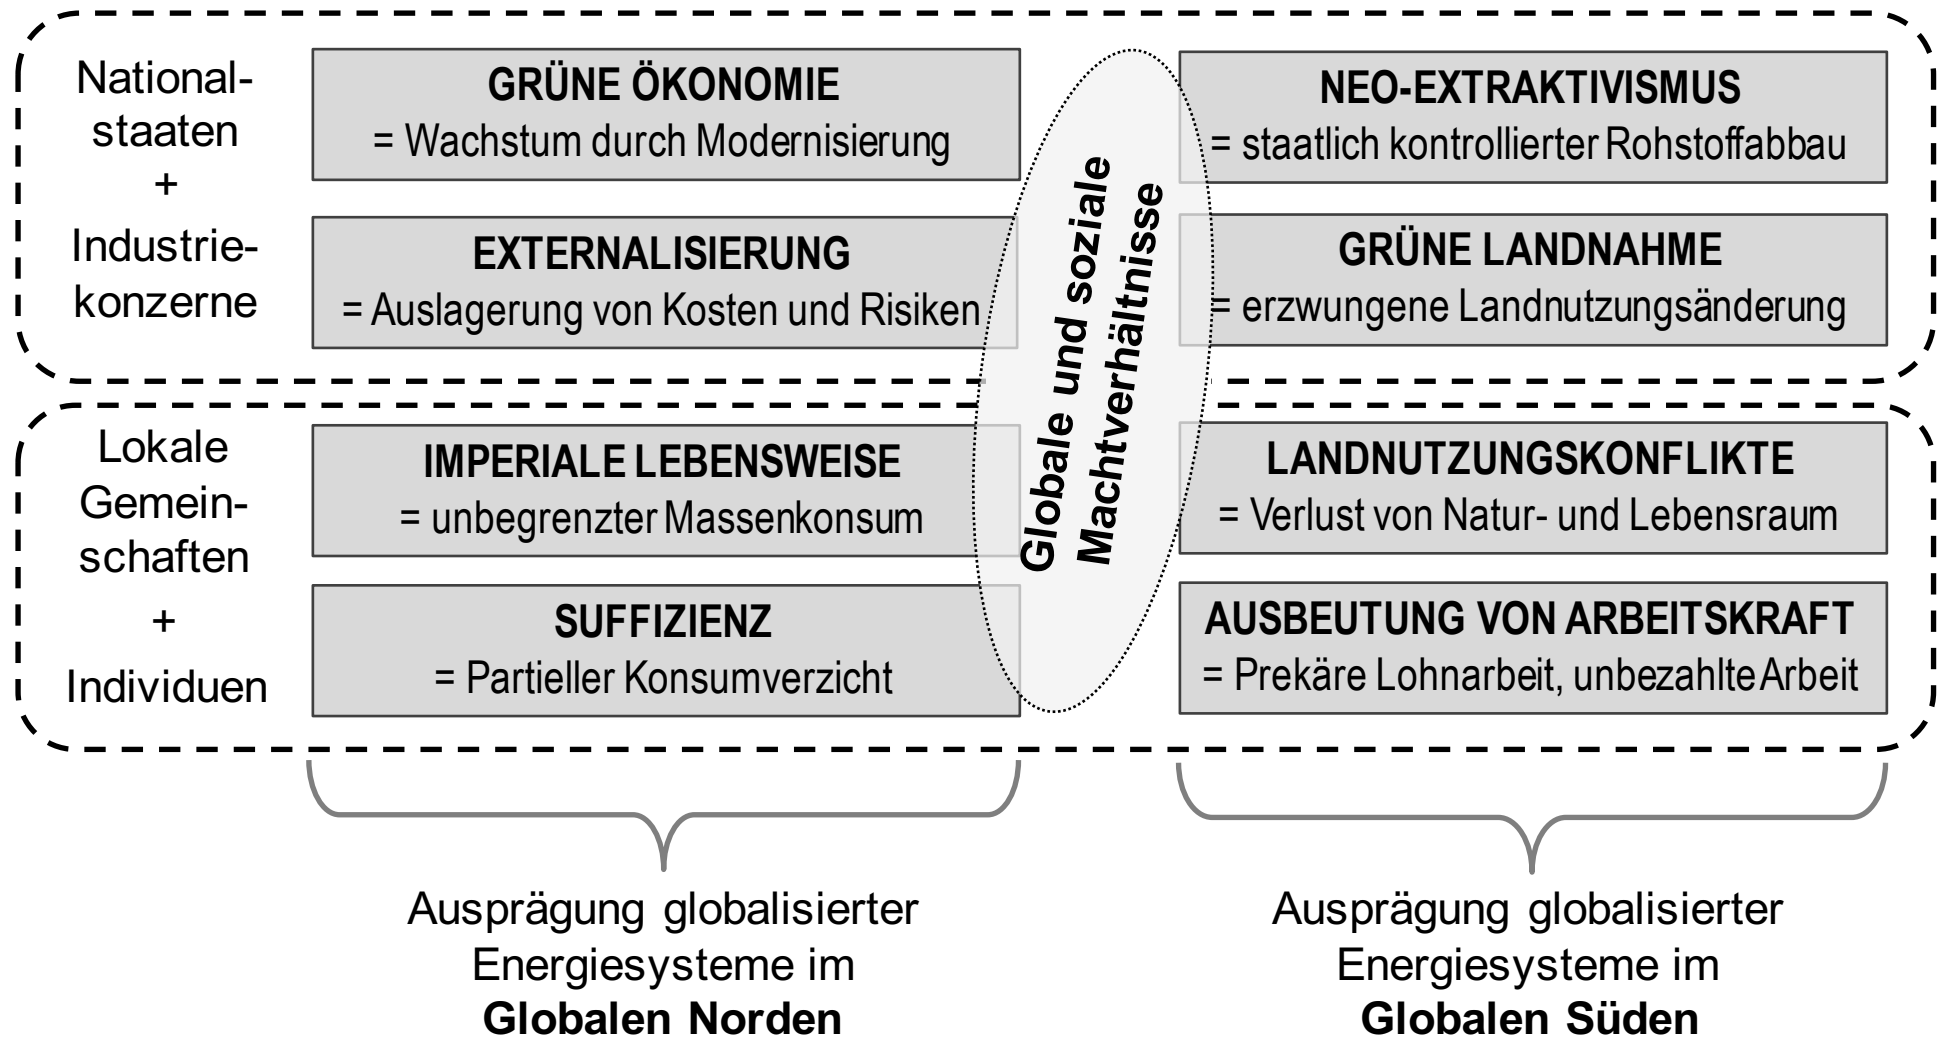 National-
staaten
+
Industrie-
konzerne
GRÜNE ÖKONOMIE
= Wachstum durch Modernisierung
EXTERNALISIERUNG
= Auslagerung von Kosten und Risiken
Globale und soziale
Machtverhältnisse
NEO-EXTRAKTIVISMUS
= staatlich kontrollierter Rohstoffabbau
GRÜNE LANDNAHME
= erzwungene Landnutzungsänderung
Lokale
Gemein-
schaften
+
Individuen
IMPERIALE LEBENSWEISE
= unbegrenzter Massenkonsum
SUFFIZIENZ
= Partieller Konsumverzicht
LANDNUTZUNGSKONFLIKTE
= Verlust von Natur- und Lebensraum
AUSBEUTUNG VON ARBEITSKRAFT
= Prekäre Lohnarbeit, unbezahlte Arbeit
Ausprägung globalisierter
Energiesysteme im
Globalen Norden
Ausprägung globalisierter
Energiesysteme im
Globalen Süden